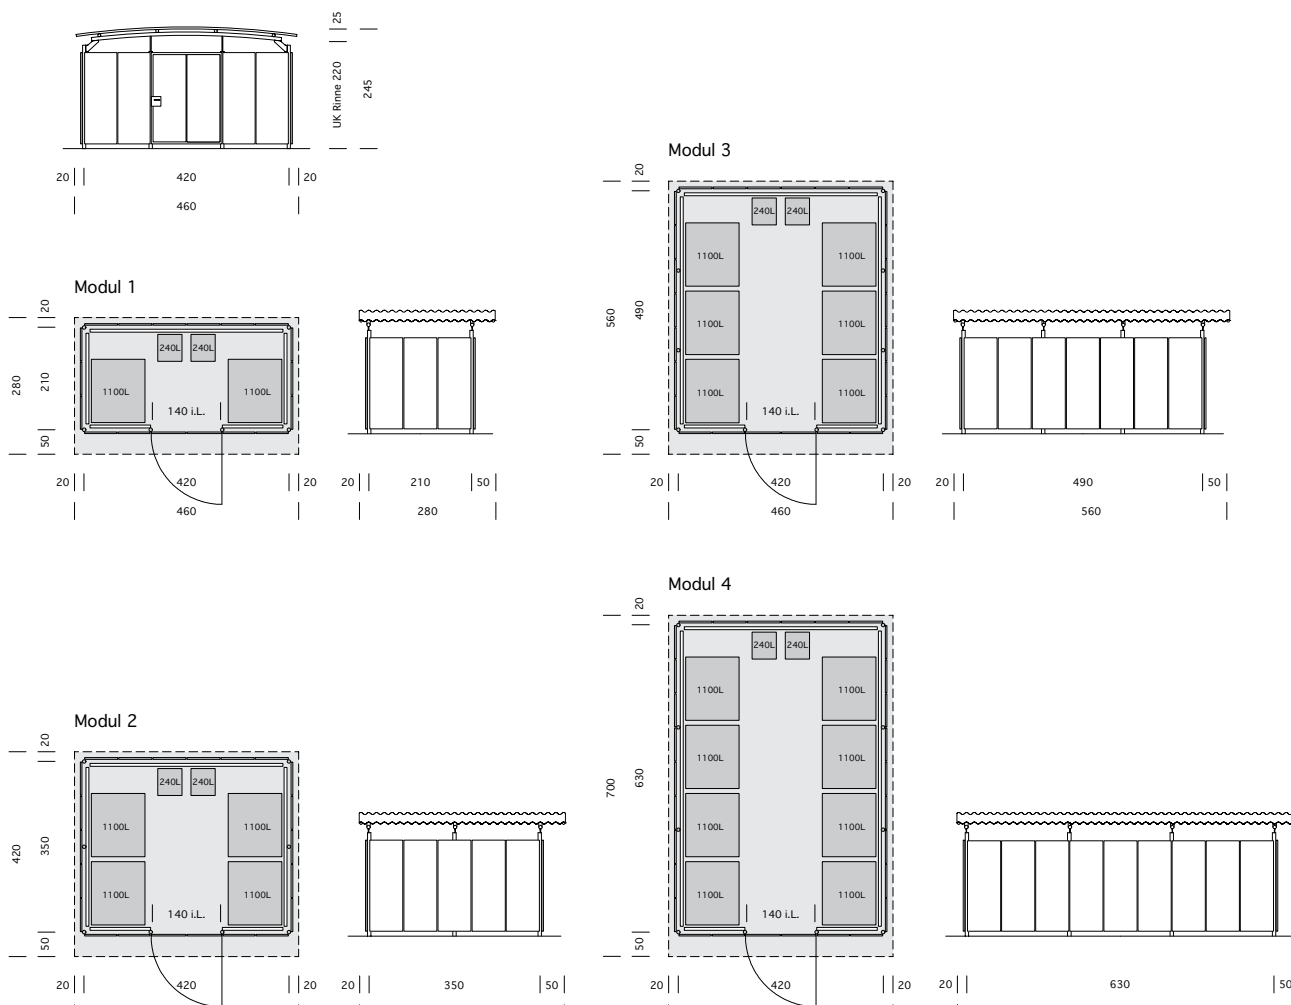 25
UK Rinne 220
245
20 420 20
460
Modul 1
20
280
210
50
240L 240L
1100L 1100L
140 i.L.
20 420 20
460
20 210 50
280
Modul 3
20
560
490
50
240L 240L
1100L 1100L
1100L 1100L
1100L 1100L
140 i.L.
20 420 20
460
20 490 50
560
Modul 2
20
420
350
50
240L 240L
1100L 1100L
1100L 1100L
140 i.L.
20 420 20
20 350 50
Modul 4
20
700
630
50
240L 240L
1100L 1100L
1100L 1100L
1100L 1100L
1100L 1100L
140 i.L.
20 420 20
20 630 50